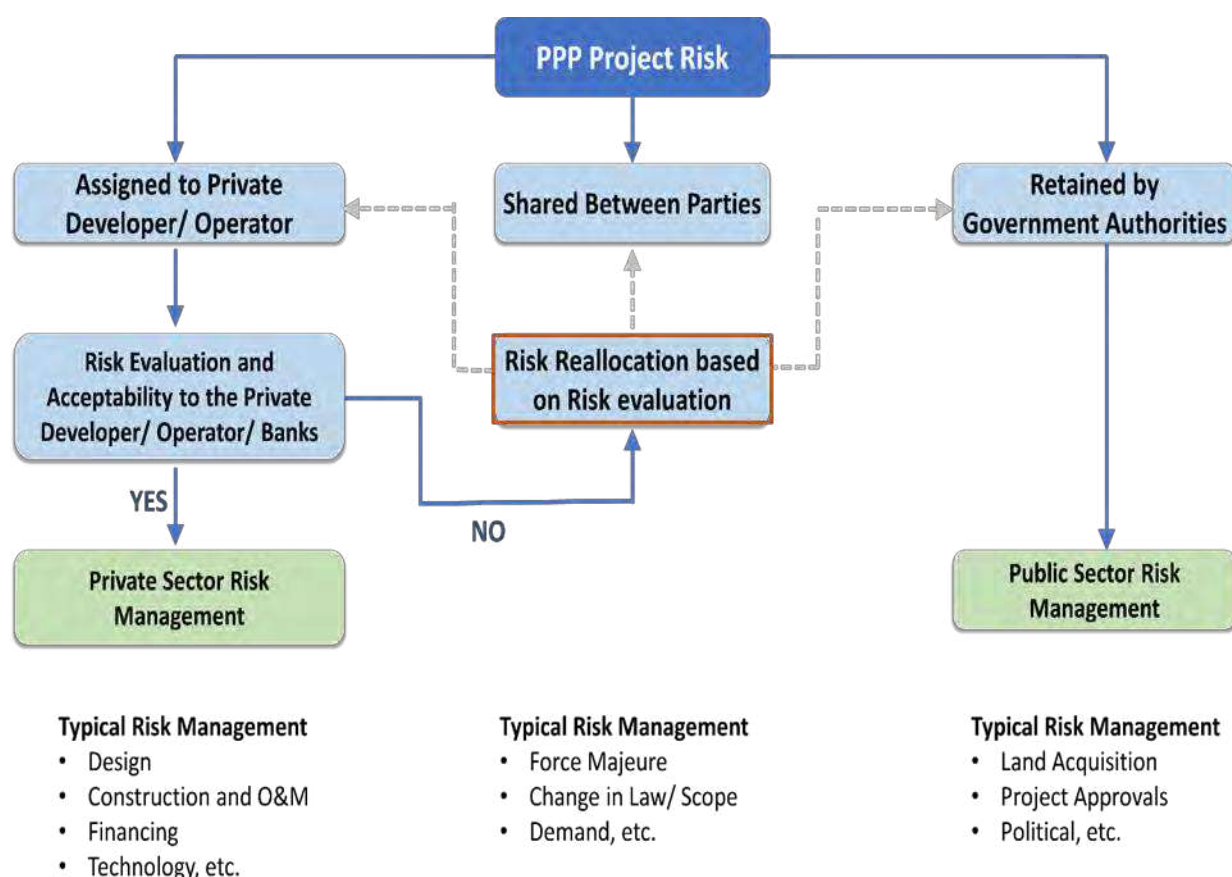 PPP Project Risk
Assigned to Private
Developer/ Operator
Shared Between Parties
Retained by
Government Authorities
Risk Evaluation and
Acceptability to the Private
Developer/ Operator/ Banks
Risk Reallocation based
on Risk evaluation
YES
NO
Private Sector Risk
Management
Public Sector Risk
Management
Typical Risk Management
• Design
• Construction and O&M
• Financing
• Technology, etc.
Typical Risk Management
• Force Majeure
• Change in Law/ Scope
• Demand, etc.
Typical Risk Management
• Land Acquisition
• Project Approvals
• Political, etc.